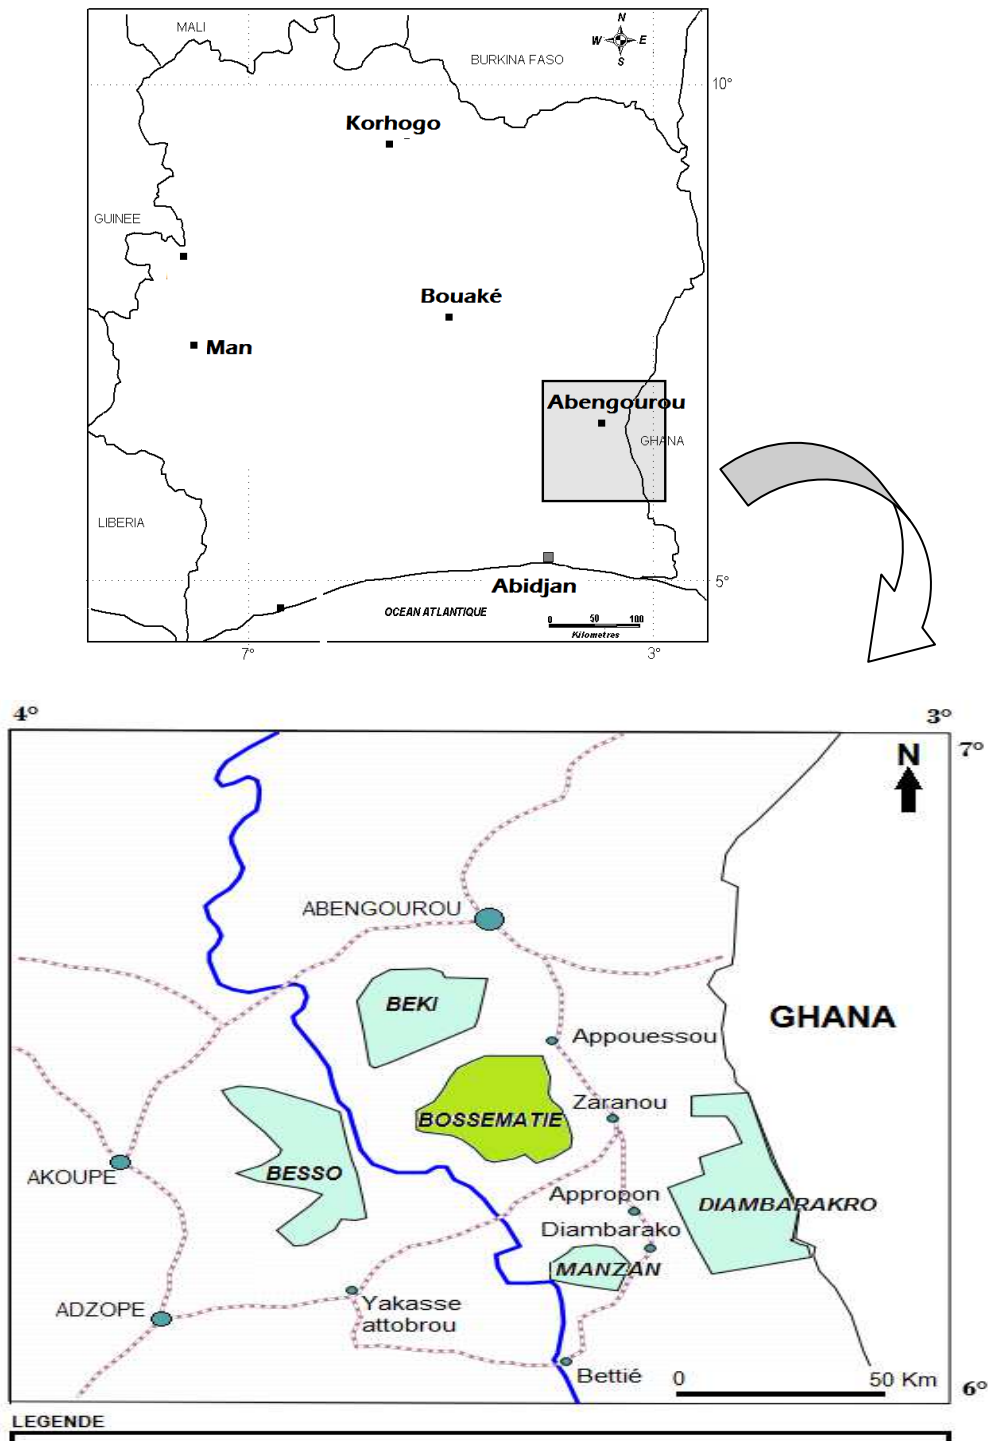 N
W E
S
MALI
BURKINA FASO
10°
Korhogo
GUINEE
Bouaké
Man
Abengourou
GHANA
LIBERIA
5°
Abidjan
OCEAN ATLANTIQUE
0 50 100
Kilometres
7° 3°
4° 3°
7°
N
ABENGOUROU
BEKI
GHANA
Appouessou
Zaranou
BOSSEMATIE
BESSO
AKOUPE
Appropon
DIAMBARAKRO
Diambarako
MANZAN
ADZOPE
Yakasse
attobrou
Bettié
0 50 Km
6°
LEGENDE